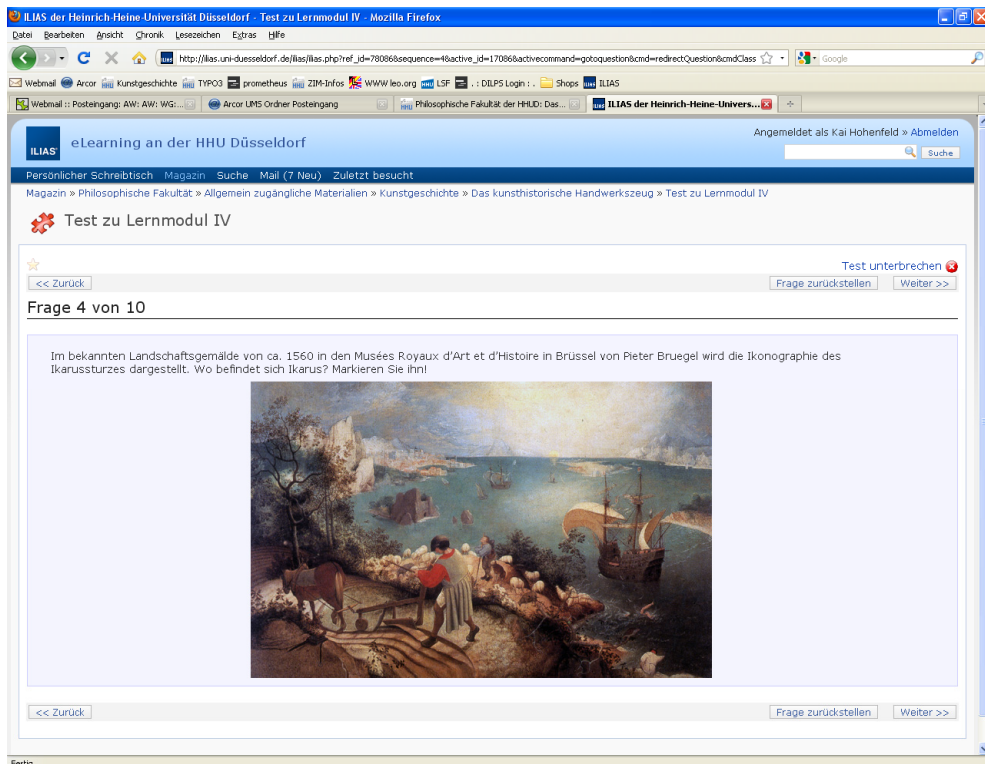 ILIAS der Heinrich-Heine-Universität Düsseldorf - Test zu Lernmodul IV - Mozilla Firefox
Datei Bearbeiten Ansicht Chronik Lesezeichen Extras Hilfe
http://ilias.uni-duesseldorf.de/ilias/ilias.php?ref_id=78086&sequence=4&active_id=17086&activecommand=gotoquestion&cmd=redirectQuestion&cmdClass Google
Webmail Arcor Kunstgeschichte TYPO3 prometheus ZIM-Infos WWW leo.org LSF . : DILPS Login : . Shops ILIAS
Webmail :: Posteingang: AW: AW: WG:... Arcor UMS Ordner Posteingang Philosophische Fakultät der HHUD: Das... ILIAS der Heinrich-Heine-Univers...
Angemeldet als Kai Hohenfeld » Abmelden
ILIAS eLearning an der HHU Düsseldorf
Suche
Persönlicher Schreibtisch Magazin Suche Mail (7 Neu) Zuletzt besucht
Magazin » Philosophische Fakultät » Allgemein zugängliche Materialien » Kunstgeschichte » Das kunsthistorische Handwerkszeug » Test zu Lernmodul IV
Test zu Lernmodul IV
Test unterbrechen
<< Zurück Frage zurückstellen Weiter >>
Frage 4 von 10
Im bekannten Landschaftsgemälde von ca. 1560 in den Musées Royaux d'Art et d'Histoire in Brüssel von Pieter Bruegel wird die Ikonographie des
Ikarussturzes dargestellt. Wo befindet sich Ikarus? Markieren Sie ihn!
<< Zurück Frage zurückstellen Weiter >>
Fertig